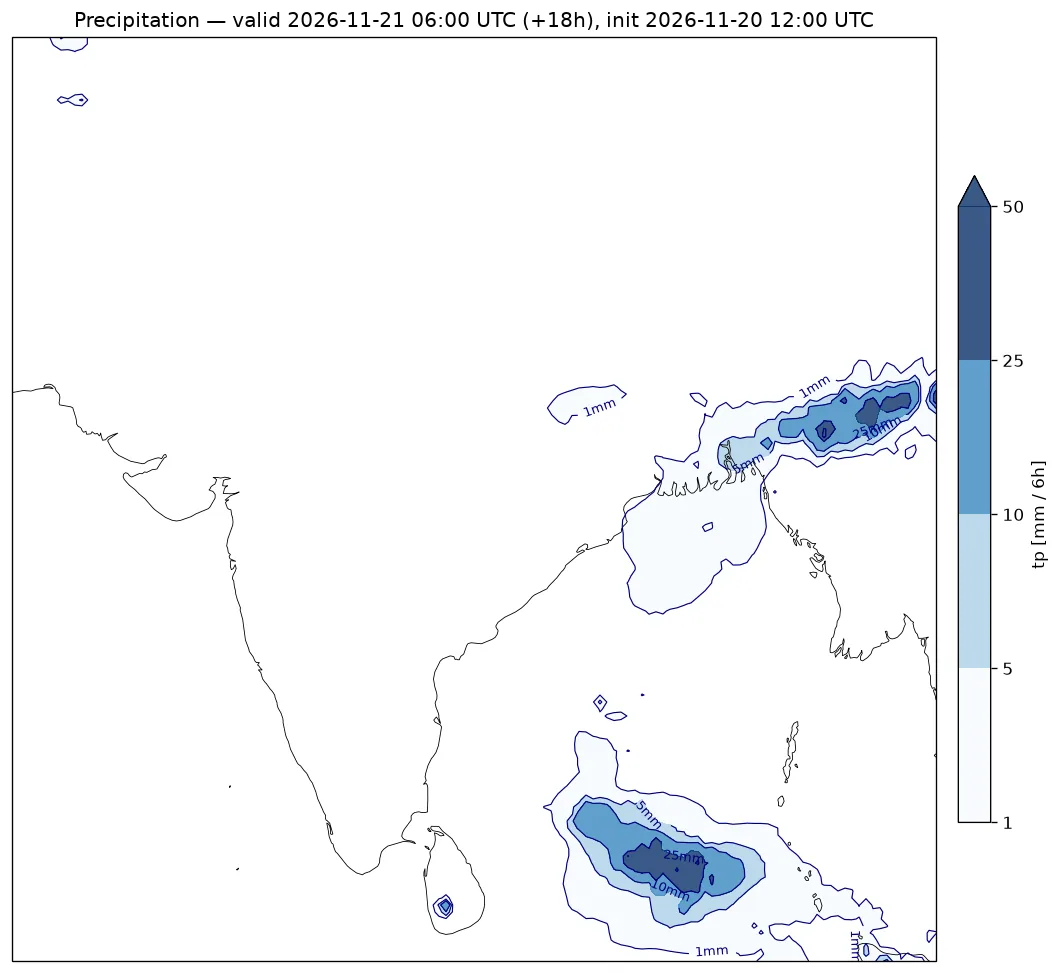 Precipitation — valid 2026-11-21 06:00 UTC (+18h), init 2026-11-20 12:00 UTC
50
25
10
5
1
tp [mm / 6h]
1mm
1mm
25mm
10mm
5mm
5mm
25mm
10mm
1mm
1mm